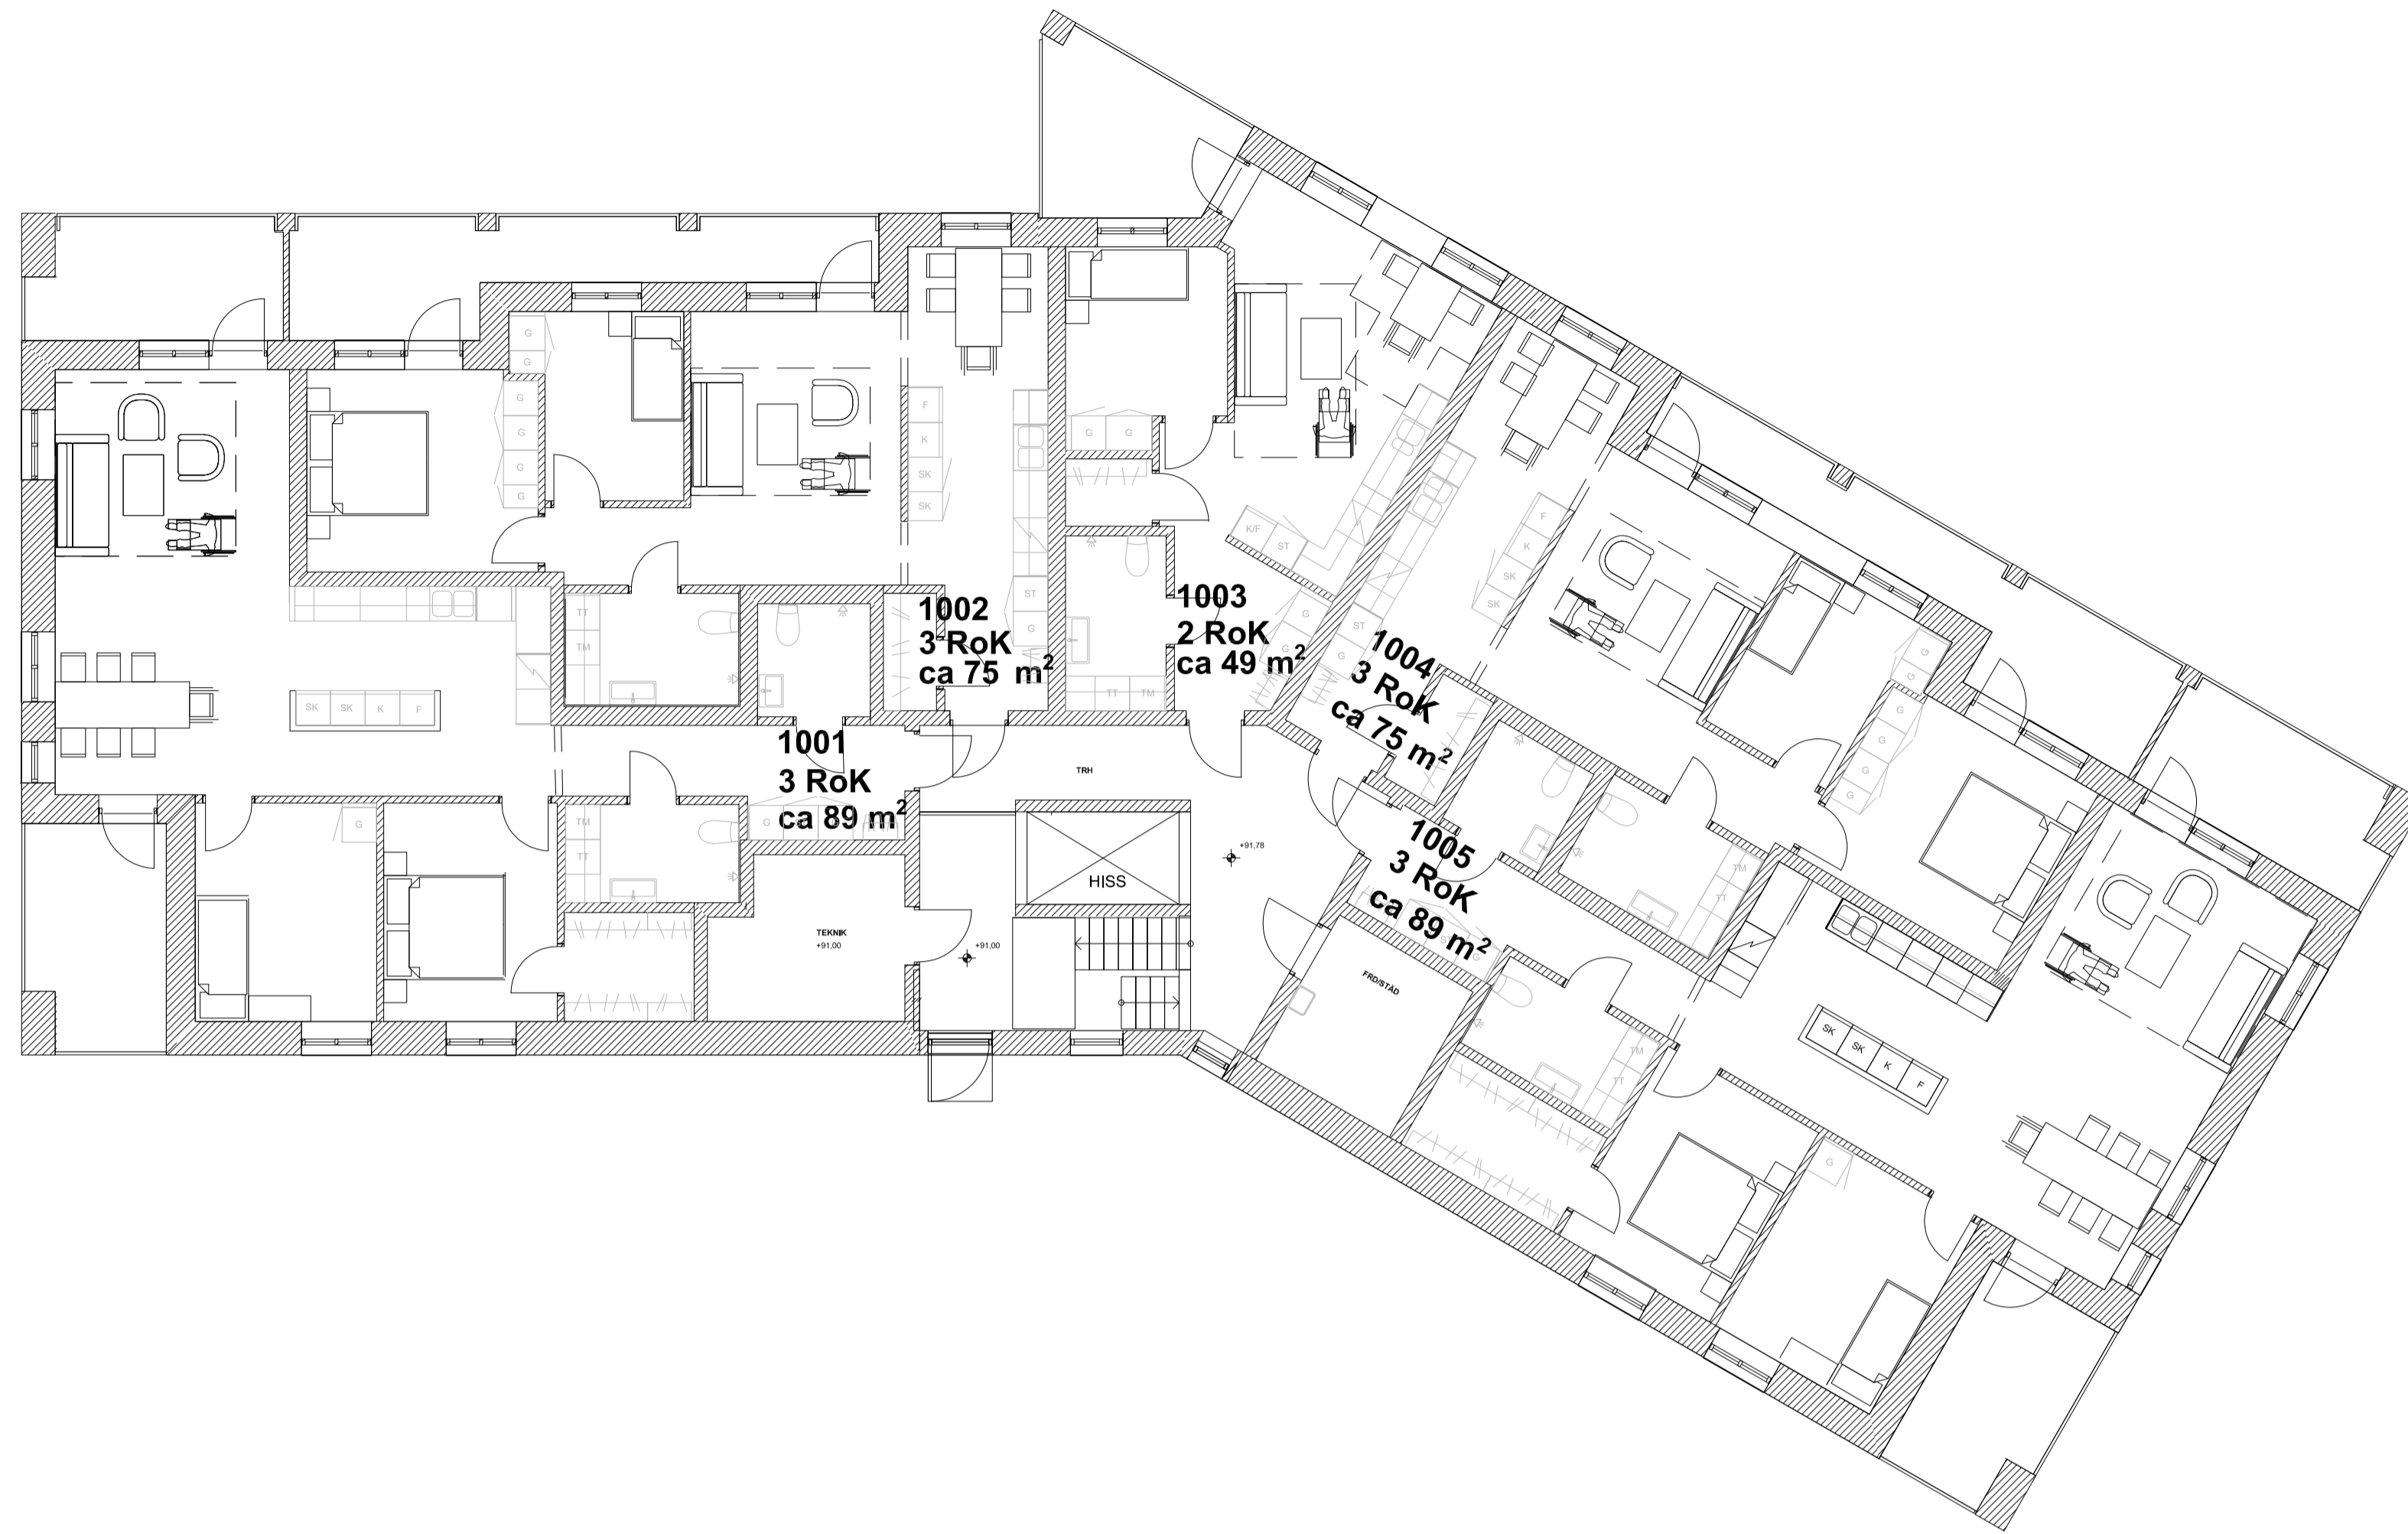 1001
3 RoK
ca 89 m²
1002
3 RoK
ca 75 m²
1003
2 RoK
ca 49 m²
1004
3 RoK
ca 75 m²
1005
3 RoK
ca 89 m²
TRH
HISS
TEKNIK
+91,00
+91,00
+91,78
FRD/STÄD
G
G
G
G
G
G
F
K
SK
SK
ST
G
TT
TM
SK
SK
K
F
G
TM
TT
G
G
G
G
K/F
ST
TT
TM
G
G
ST
G
F
K
SK
SK
G
G
G
G
G
G
TM
TT
G
TM
TT
SK
SK
K
F
G